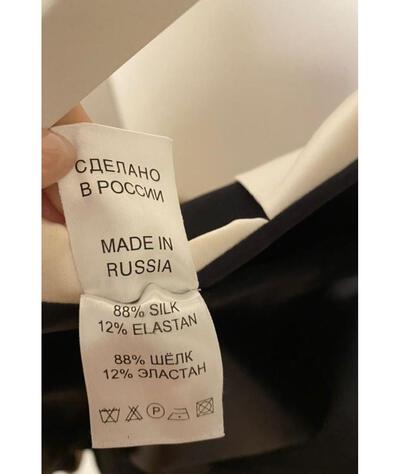 СДЕЛАНО
В РОССИИ
MADE IN
RUSSIA
88% SILK
12% ELASTAN
88% ШЁЛК
12% ЭЛАСТАН
P